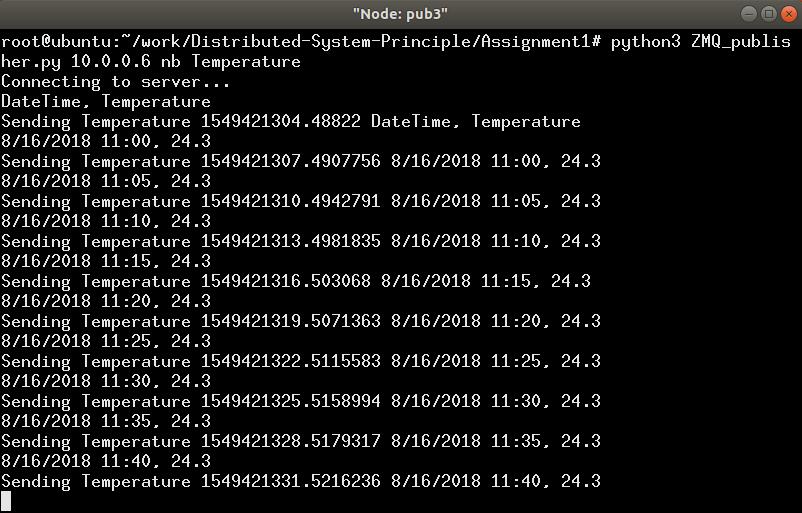 "Node: pub3"
root@ubuntu:~/work/Distributed-System-Principle/Assignment1# python3 ZMQ_publis
her.py 10.0.0.6 nb Temperature
Connecting to server...
DateTime, Temperature
Sending Temperature 1549421304.48822 DateTime, Temperature
8/16/2018 11:00, 24.3
Sending Temperature 1549421307.4907756 8/16/2018 11:00, 24.3
8/16/2018 11:05, 24.3
Sending Temperature 1549421310.4942791 8/16/2018 11:05, 24.3
8/16/2018 11:10, 24.3
Sending Temperature 1549421313.4981835 8/16/2018 11:10, 24.3
8/16/2018 11:15, 24.3
Sending Temperature 1549421316.503068 8/16/2018 11:15, 24.3
8/16/2018 11:20, 24.3
Sending Temperature 1549421319.5071363 8/16/2018 11:20, 24.3
8/16/2018 11:25, 24.3
Sending Temperature 1549421322.5115583 8/16/2018 11:25, 24.3
8/16/2018 11:30, 24.3
Sending Temperature 1549421325.5158994 8/16/2018 11:30, 24.3
8/16/2018 11:35, 24.3
Sending Temperature 1549421328.5179317 8/16/2018 11:35, 24.3
8/16/2018 11:40, 24.3
Sending Temperature 1549421331.5216236 8/16/2018 11:40, 24.3